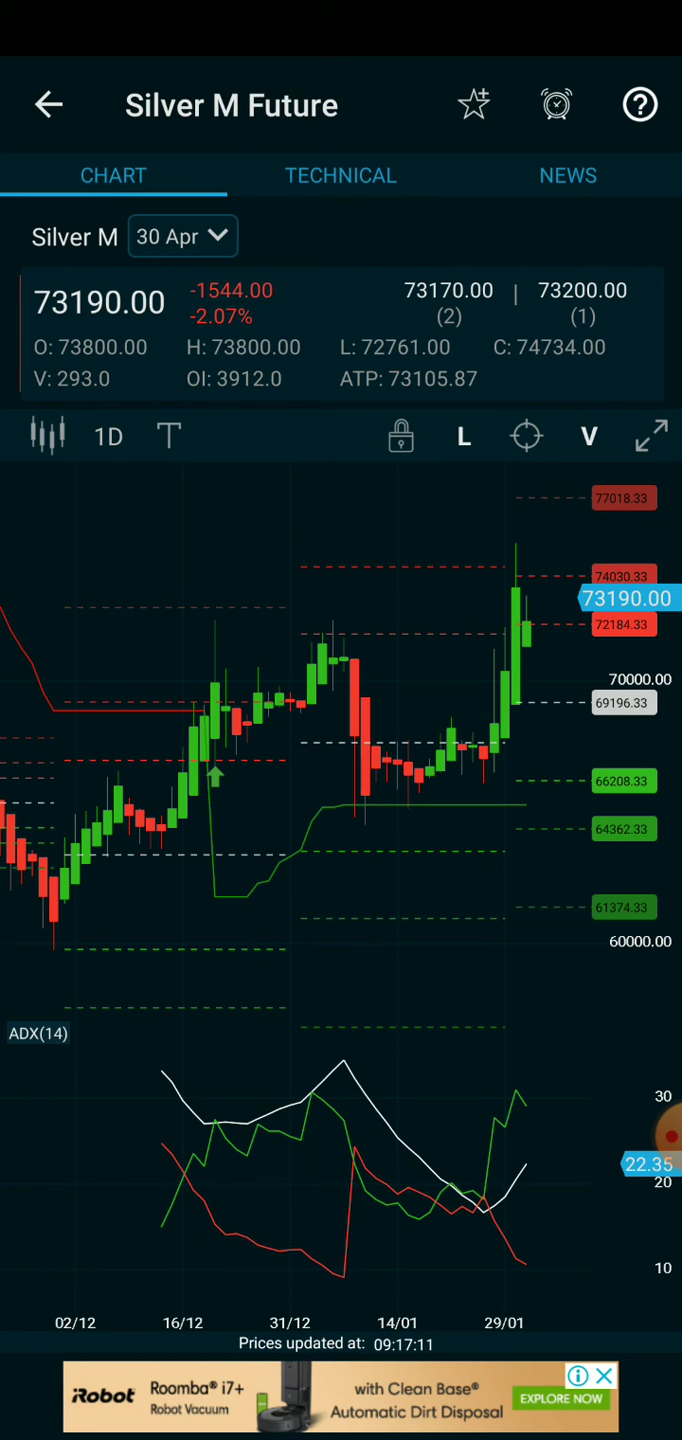 Silver M Future
CHART TECHNICAL NEWS
Silver M 30 Apr
73190.00 -1544.00 73170.00 | 73200.00
-2.07% (2) (1)
O: 73800.00 H: 73800.00 L: 72761.00 C: 74734.00
V: 293.0 OI: 3912.0 ATP: 73105.87
1D T L V
77018.33
74030.33
73190.00
72184.33
70000.00
69196.33
66208.33
64362.33
61374.33
60000.00
ADX(14)
30
22.35
20
10
02/12 16/12 31/12 14/01 29/01
Prices updated at: 09:17:11
iRobot Roomba® i7+ with Clean Base® EXPLORE NOW
Robot Vacuum Automatic Dirt Disposal